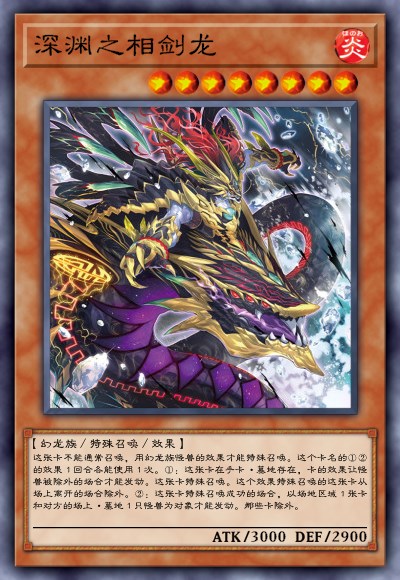 深渊之相剑龙
ほのお
炎
【幻龙族/特殊召唤/效果】
这张卡不能通常召唤,用幻龙族怪兽的效果才能特殊召唤。这个卡名的①②
的效果1回合各能使用1次。①:这张卡在手卡·墓地存在,卡的效果让怪
兽被除外的场合才能发动。这张卡特殊召唤。这个效果特殊召唤的这张卡从
场上离开的场合除外。②:这张卡特殊召唤成功的场合,以场地区域1张卡
和对方的场上·墓地1只怪兽为对象才能发动。那些卡除外。
ATK/3000 DEF/2900